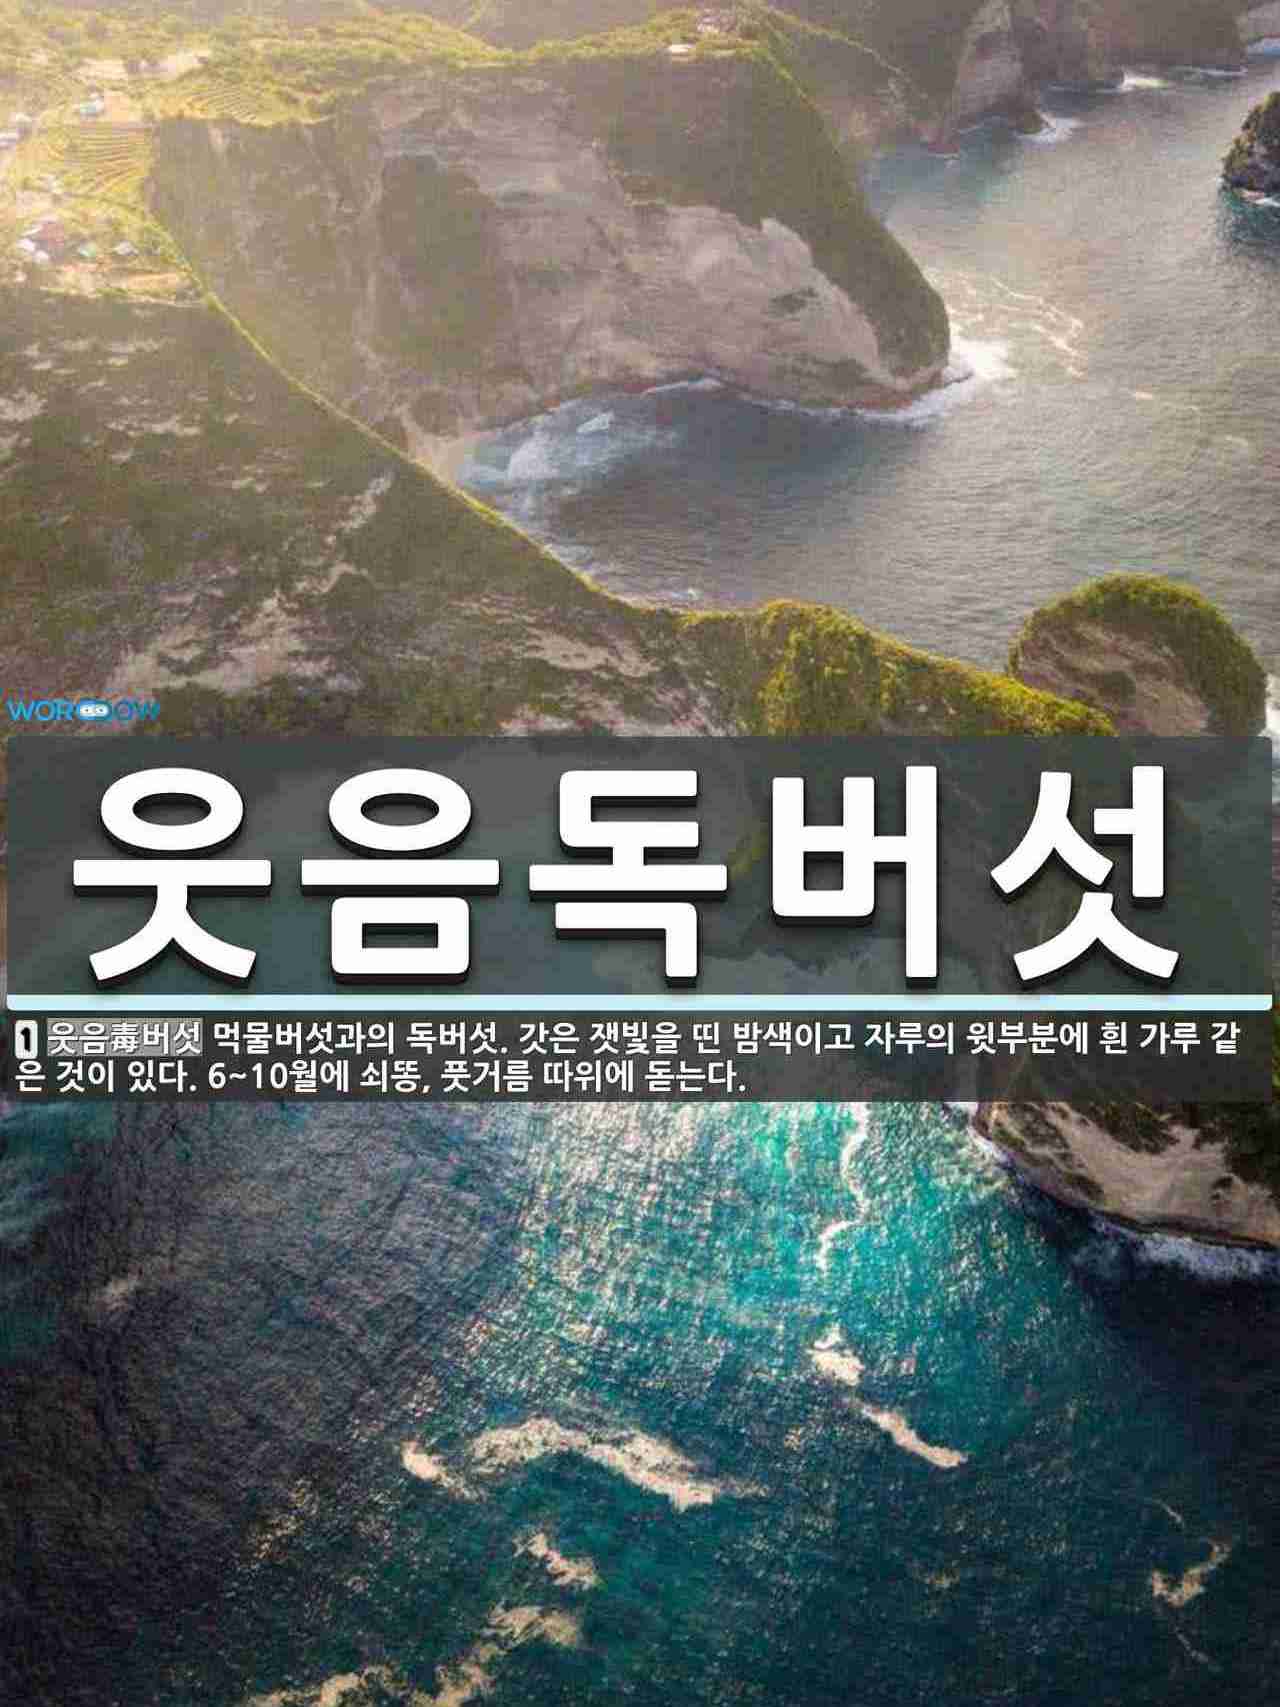 WORDROW
웃음독버섯
1 웃음毒버섯 먹물버섯과의 독버섯. 갓은 잿빛을 띤 밤색이고 자루의 윗부분에 흰 가루 같
은 것이 있다. 6~10월에 쇠똥, 풋거름 따위에 돋는다.